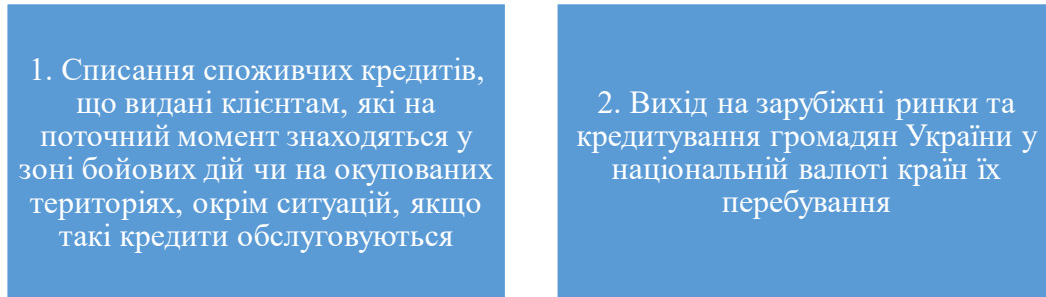 1. Списання споживчих кредитів,
що видані клієнтам, які на
поточний момент знаходяться у
зоні бойових дій чи на окупованих
територіях, окрім ситуацій, якщо
такі кредити обслуговуються
2. Вихід на зарубіжні ринки та
кредитування громадян України у
національній валюті країн їх
перебування